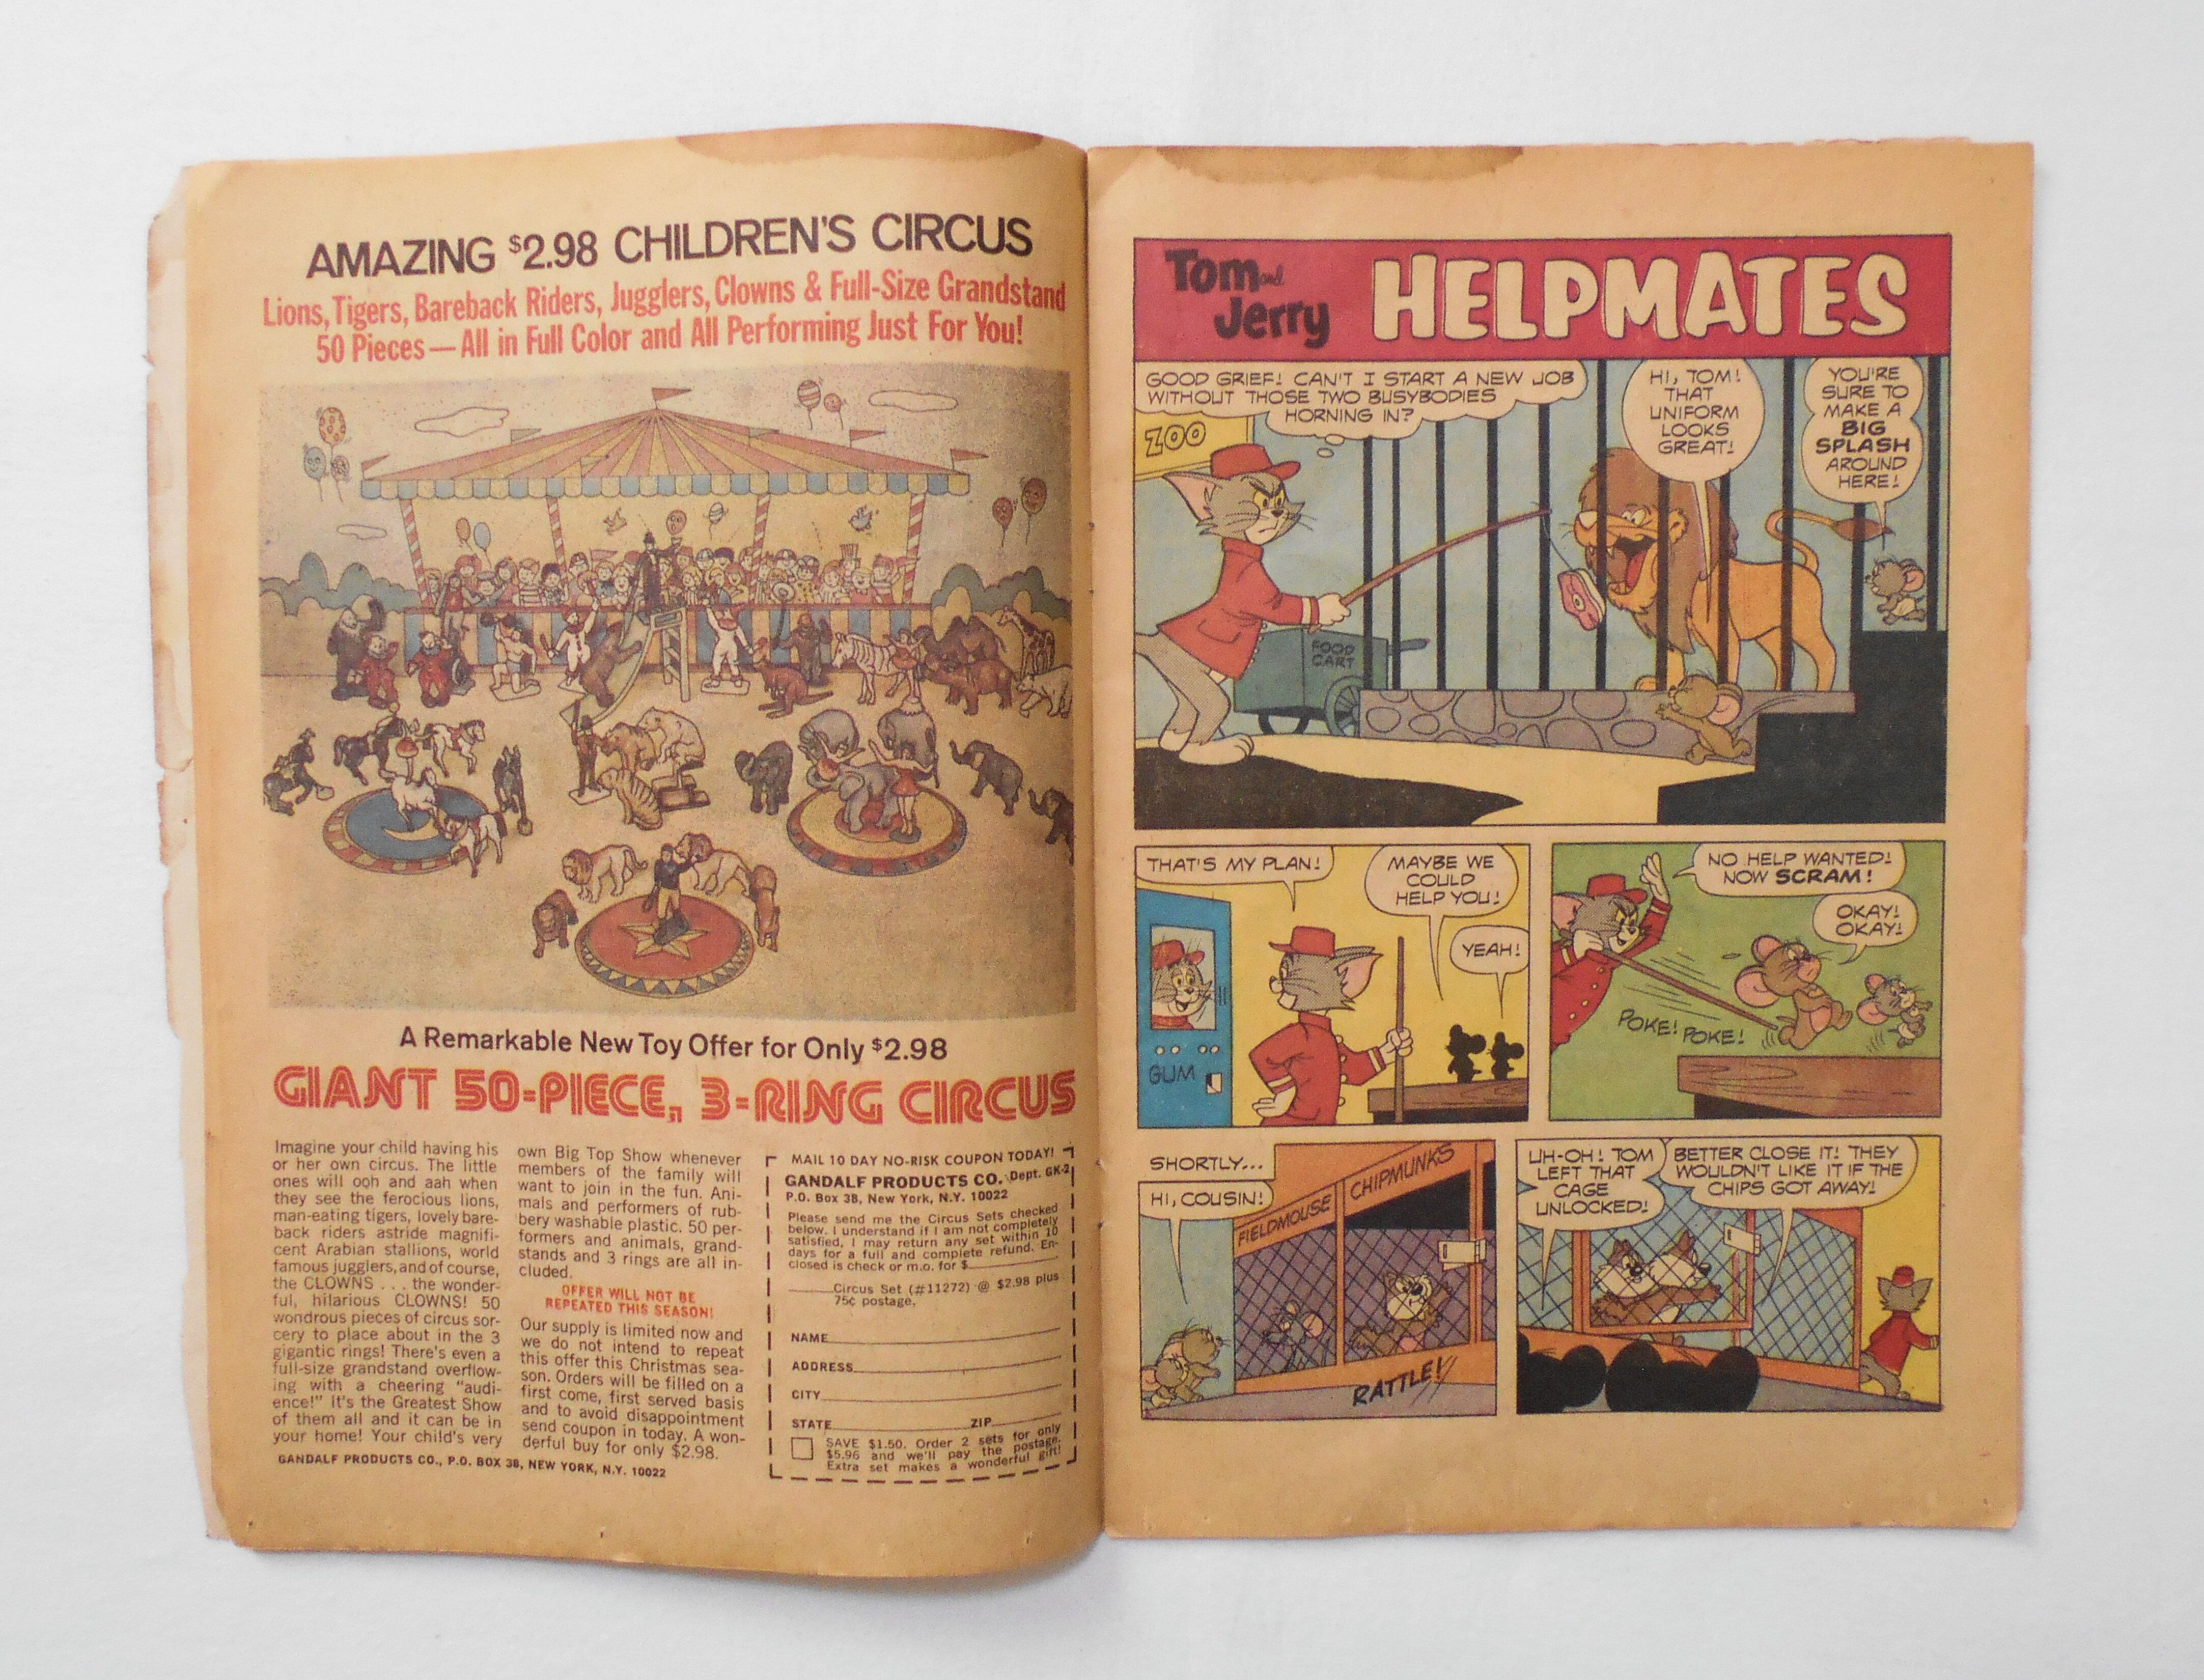 AMAZING $2.98 CHILDREN'S CIRCUS
Lions, Tigers, Bareback Riders, Jugglers, Clowns & Full-Size Grandstand
50 Pieces—All in Full Color and All Performing Just For You!
A Remarkable New Toy Offer for Only $2.98
GIANT 50-PIECE, 3-RING CIRCUS
Imagine your child having his
or her own circus. The little
ones will ooh and aah when
they see the ferocious lions,
man-eating tigers, lovely bare-
back riders astride magnifi-
cent Arabian stallions, world
famous jugglers, and of course,
the CLOWNS . . . the wonder-
ful, hilarious CLOWNS! 50
wondrous pieces of circus sor-
cery to place about in the 3
gigantic rings! There's even a
full-size grandstand overflow-
ing with a cheering "audi-
ence!" It's the Greatest Show
of them all and it can be in
your home! Your child's very
own Big Top Show whenever
members of the family will
want to join in the fun. Ani-
mals and performers of rub-
bery washable plastic. 50 per-
formers and animals, grand-
stands and 3 rings are all in-
cluded.
OFFER WILL NOT BE
REPEATED THIS SEASON!
Our supply is limited now and
we do not intend to repeat
this offer this Christmas sea-
son. Orders will be filled on a
first come, first served basis
and to avoid disappointment
send coupon in today. A won-
derful buy for only $2.98.
GANDALF PRODUCTS CO., P.O. BOX 38, NEW YORK, N.Y. 10022
MAIL 10 DAY NO-RISK COUPON TODAY!
GANDALF PRODUCTS CO. Dept. GK-2
P.O. Box 38, New York, N.Y. 10022
Please send me the Circus Sets checked
below. I understand if I am not completely
satisfied, I may return any set within 10
days for a full and complete refund. En-
closed is check or m.o. for $
Circus Set (#11272) @ $2.98 plus
75¢ postage.
NAME
ADDRESS
CITY
STATE ZIP
SAVE $1.50. Order 2 sets for only
$5.96 and we'll pay the postage.
Extra set makes a wonderful gift!
Tom and
Jerry
HELPMATES
GOOD GRIEF! CAN'T I START A NEW JOB
WITHOUT THOSE TWO BUSYBODIES
HORNING IN?
HI, TOM!
THAT
UNIFORM
LOOKS
GREAT!
YOU'RE
SURE TO
MAKE A
BIG
SPLASH
AROUND
HERE!
ZOO
FOOD
CART
THAT'S MY PLAN!
MAYBE WE
COULD
HELP YOU!
YEAH!
GUM
NO HELP WANTED!
NOW SCRAM!
OKAY!
OKAY!
POKE! POKE!
SHORTLY...
HI, COUSIN!
FIELDMOUSE
CHIPMUNKS
RATTLE!
UH-OH! TOM
LEFT THAT
CAGE
UNLOCKED!
BETTER CLOSE IT! THEY
WOULDN'T LIKE IT IF THE
CHIPS GOT AWAY!